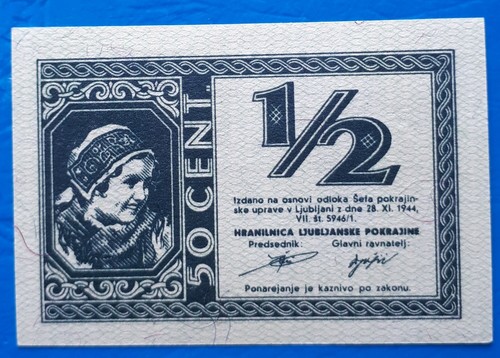 50 CENT.
1/2
Izdano na osnovi odloka Šefa pokrajin-
ske uprave v Ljubljani z dne 28. XI. 1944,
VII. št. 5946/1.
HRANILNICA LJUBLJANSKE POKRAJINE
Predsednik: Glavni ravnatelj:
Ponarejanje je kaznivo po zakonu.